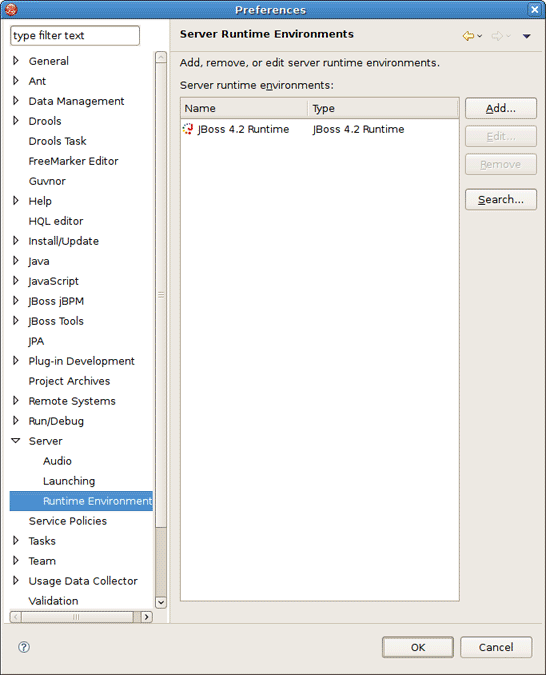 Preferences
type filter text
General
Ant
Data Management
Drools
Drools Task
FreeMarker Editor
Guvnor
Help
HQL editor
Install/Update
Java
JavaScript
JBoss jBPM
JBoss Tools
JPA
Plug-in Development
Project Archives
Remote Systems
Run/Debug
Server
Audio
Launching
Runtime Environment
Service Policies
Tasks
Team
Usage Data Collector
Validation
Server Runtime Environments
Add, remove, or edit server runtime environments.
Server runtime environments:
Name Type
JBoss 4.2 Runtime JBoss 4.2 Runtime
Add...
Edit...
Remove
Search...
OK Cancel